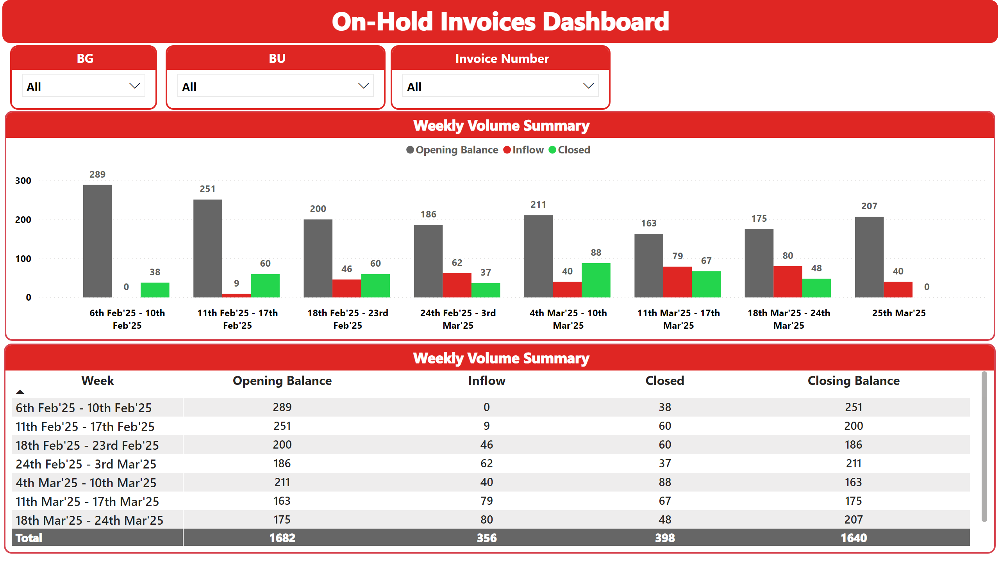 On-Hold Invoices Dashboard
BG BU Invoice Number
All All All
Weekly Volume Summary
Opening Balance Inflow Closed
300
200
100
0
289 0 38
251 9 60
200 46 60
186 62 37
211 40 88
163 79 67
175 80 48
207 40 0
6th Feb'25 - 10th
Feb'25
11th Feb'25 - 17th
Feb'25
18th Feb'25 - 23rd
Feb'25
24th Feb'25 - 3rd
Mar'25
4th Mar'25 - 10th
Mar'25
11th Mar'25 - 17th
Mar'25
18th Mar'25 - 24th
Mar'25
25th Mar'25
Weekly Volume Summary
Week Opening Balance Inflow Closed Closing Balance
6th Feb'25 - 10th Feb'25 289 0 38 251
11th Feb'25 - 17th Feb'25 251 9 60 200
18th Feb'25 - 23rd Feb'25 200 46 60 186
24th Feb'25 - 3rd Mar'25 186 62 37 211
4th Mar'25 - 10th Mar'25 211 40 88 163
11th Mar'25 - 17th Mar'25 163 79 67 175
18th Mar'25 - 24th Mar'25 175 80 48 207
Total 1682 356 398 1640